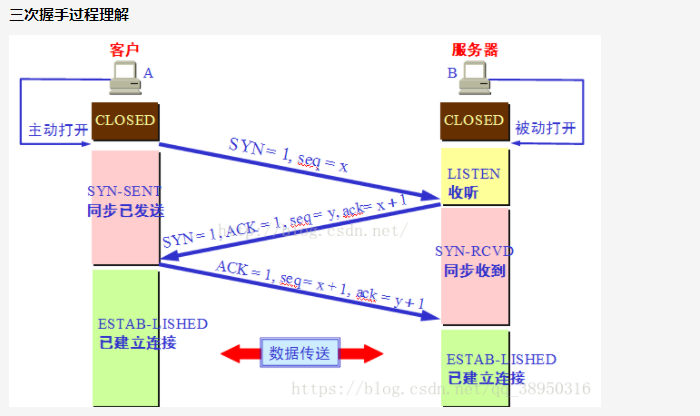 三次握手过程理解
客户
服务器
A
B
CLOSED
CLOSED
主动打开
被动打开
SYN = 1, seq = x
LISTEN
收听
SYN-SENT
同步已发送
SYN = 1, ACK = 1, seq = y, ack = x + 1
http://blog.csdn.net/
SYN-RCVD
同步收到
ACK = 1, seq = x + 1, ack = y + 1
ESTAB-LISHED
已建立连接
数据传送
ESTAB-LISHED
已建立连接
https://blog.csdn.net/qq_38950316